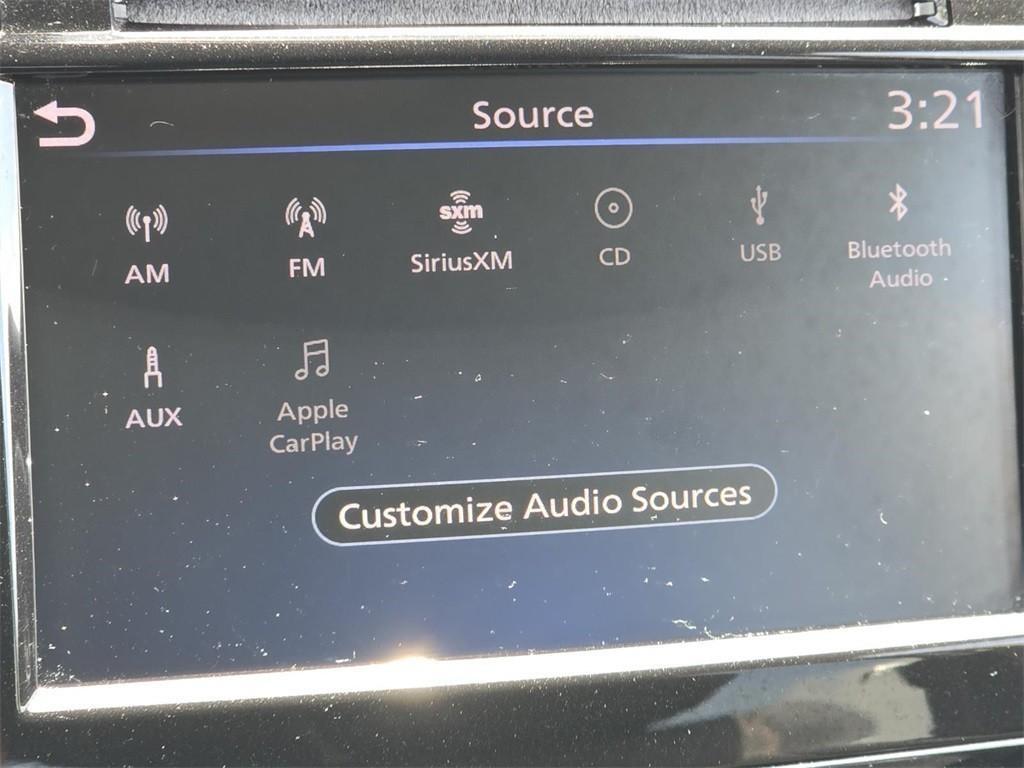 Source
3:21
sxm
AM
FM
SiriusXM
CD
USB
Bluetooth
Audio
AUX
Apple
CarPlay
Customize Audio Sources